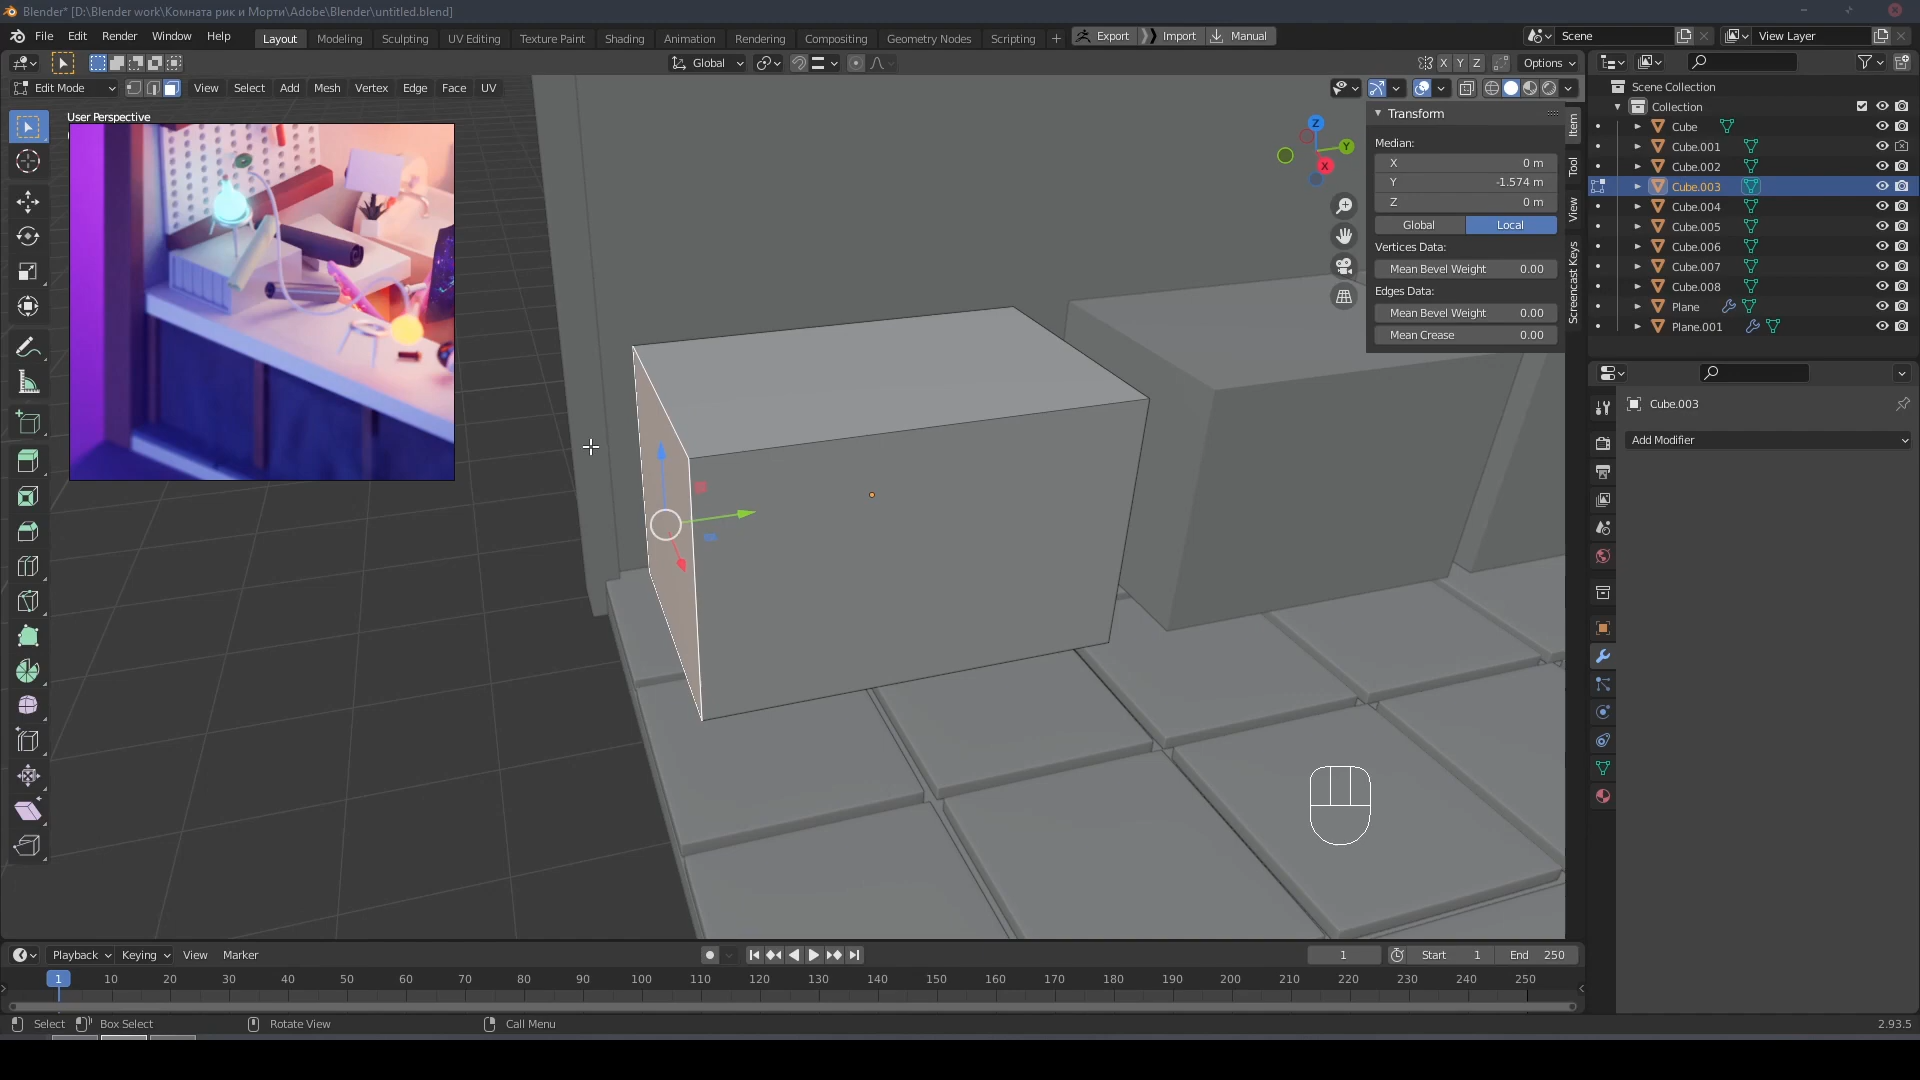 Blender* [D:\Blender work\Комната рик и Морти\Adobe\Blender\untitled.blend]
File Edit Render Window Help Layout Modeling Sculpting UV Editing Texture Paint Shading Animation Rendering Compositing Geometry Nodes Scripting + Export Import Manual Scene View Layer
Global X Y Z Options
Edit Mode View Select Add Mesh Vertex Edge Face UV
User Perspective
Z
Y
X
Transform
Median:
X 0 m
Y -1.574 m
Z 0 m
Global Local
Vertices Data:
Mean Bevel Weight 0.00
Edges Data:
Mean Bevel Weight 0.00
Mean Crease 0.00
Item
Tool
View
Screencast Keys
Scene Collection
Collection
Cube
Cube.001
Cube.002
Cube.003
Cube.004
Cube.005
Cube.006
Cube.007
Cube.008
Plane
Plane.001
Cube.003
Add Modifier
Playback Keying View Marker 1 Start 1 End 250
1 10 20 30 40 50 60 70 80 90 100 110 120 130 140 150 160 170 180 190 200 210 220 230 240 250
Select Box Select Rotate View Call Menu 2.93.5